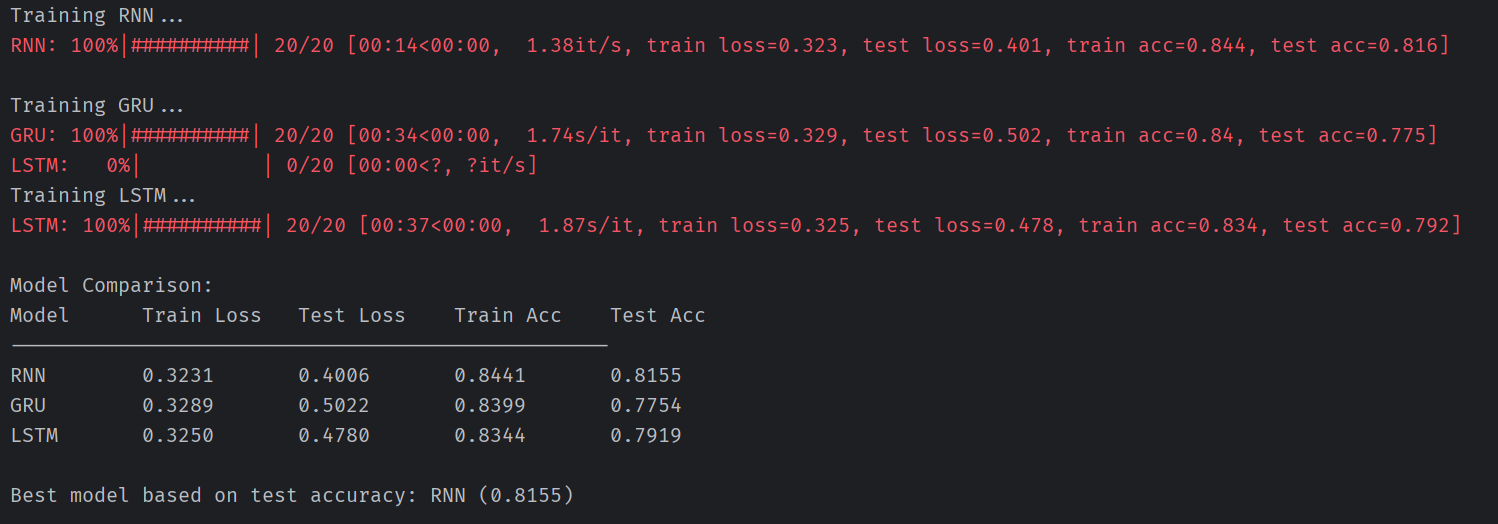 Training RNN...
RNN: 100%|##########| 20/20 [00:14<00:00,  1.38it/s, train loss=0.323, test loss=0.401, train acc=0.844, test acc=0.816]
Training GRU...
GRU: 100%|##########| 20/20 [00:34<00:00,  1.74s/it, train loss=0.329, test loss=0.502, train acc=0.84, test acc=0.775]
LSTM:   0%|          | 0/20 [00:00<?, ?it/s]
Training LSTM...
LSTM: 100%|##########| 20/20 [00:37<00:00,  1.87s/it, train loss=0.325, test loss=0.478, train acc=0.834, test acc=0.792]
Model Comparison:
Model      Train Loss   Test Loss    Train Acc    Test Acc
--------------------------------------------------
RNN        0.3231       0.4006       0.8441       0.8155
GRU        0.3289       0.5022       0.8399       0.7754
LSTM       0.3250       0.4780       0.8344       0.7919
Best model based on test accuracy: RNN (0.8155)